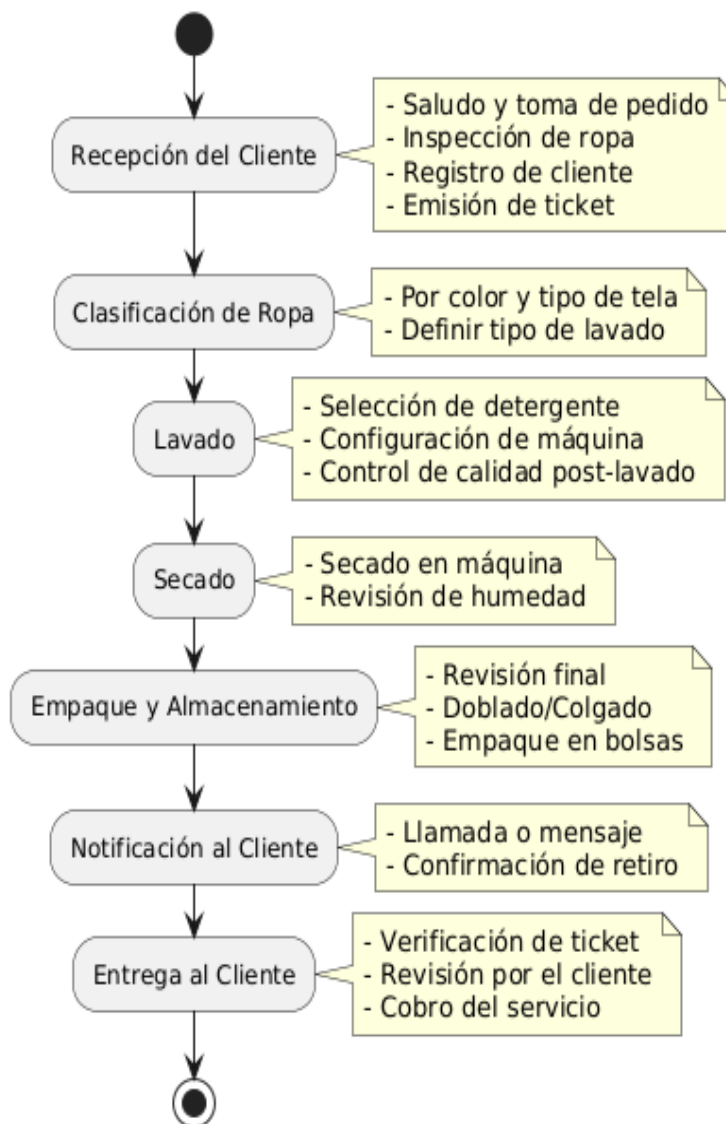 Recepción del Cliente
- Saludo y toma de pedido
- Inspección de ropa
- Registro de cliente
- Emisión de ticket
Clasificación de Ropa
- Por color y tipo de tela
- Definir tipo de lavado
Lavado
- Selección de detergente
- Configuración de máquina
- Control de calidad post-lavado
Secado
- Secado en máquina
- Revisión de humedad
Empaque y Almacenamiento
- Revisión final
- Doblado/Colgado
- Empaque en bolsas
Notificación al Cliente
- Llamada o mensaje
- Confirmación de retiro
Entrega al Cliente
- Verificación de ticket
- Revisión por el cliente
- Cobro del servicio